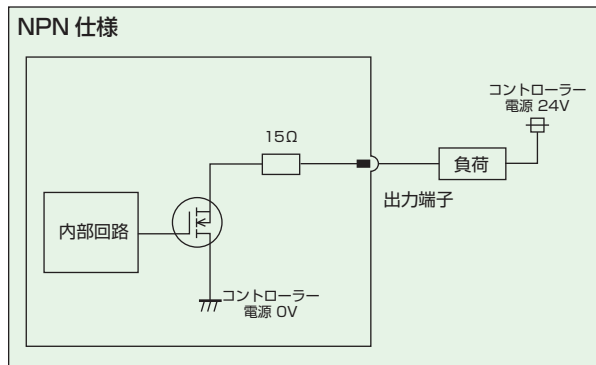 NPN 仕様
コントローラー
電源 24V
15Ω
負荷
出力端子
内部回路
コントローラー
電源 0V